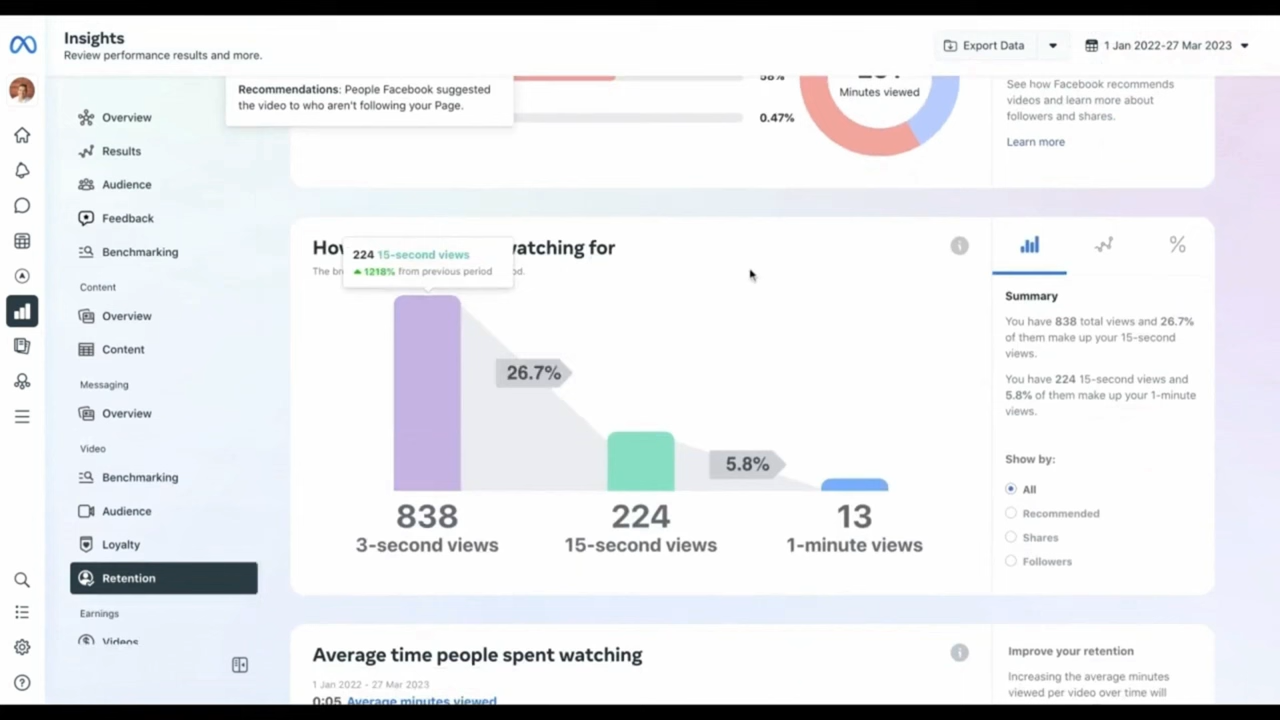 Insights
Review performance results and more.
Export Data
1 Jan 2022-27 Mar 2023
Overview
Results
Audience
Feedback
Benchmarking
Content
Overview
Content
Messaging
Overview
Video
Benchmarking
Audience
Loyalty
Retention
Earnings
Videos
Recommendations: People Facebook suggested
the video to who aren't following your Page.
58%
0.47%
Minutes viewed
See how Facebook recommends
videos and learn more about
followers and shares.
Learn more
How watching for
224 15-second views
1218% from previous period
The
26.7%
5.8%
838
3-second views
224
15-second views
13
1-minute views
%
Summary
You have 838 total views and 26.7%
of them make up your 15-second
views.
You have 224 15-second views and
5.8% of them make up your 1-minute
views.
Show by:
All
Recommended
Shares
Followers
Average time people spent watching
1 Jan 2022 - 27 Mar 2023
0:05 Average minutes viewed
Improve your retention
Increasing the average minutes
viewed per video over time will